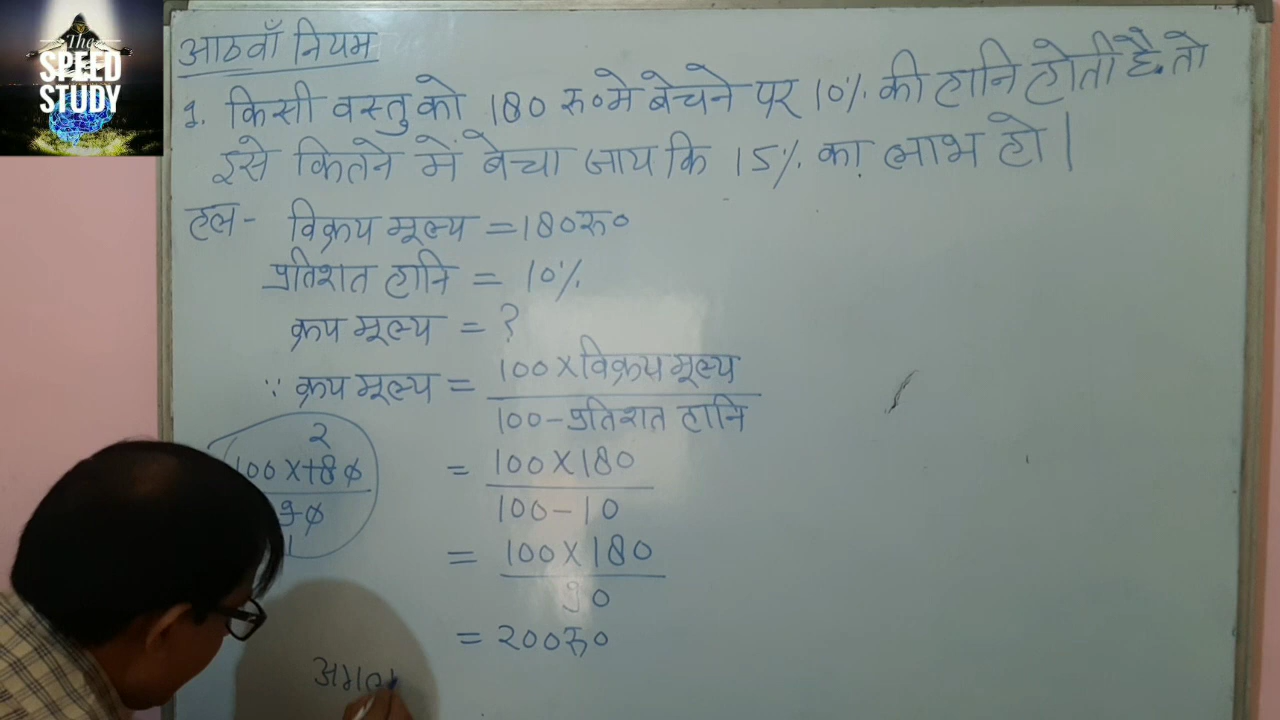 The
SPEED
STUDY
आठवाँ नियम
1. किसी वस्तु को 180 रु० मे बेचने पर 10% की हानि होती है, तो
इसे कितने में बेचा जाय कि 15% का लाभ हो |
हल- विक्रय मूल्य = 180रु०
प्रतिशत हानि = 10%
क्रय मूल्य = ?
∵ क्रय मूल्य = 100 × विक्रय मूल्य
100 - प्रतिशत हानि
= 100 × 180
100 - 10
= 100 × 180
90
= 200रु०
2
100 × 180
90
1